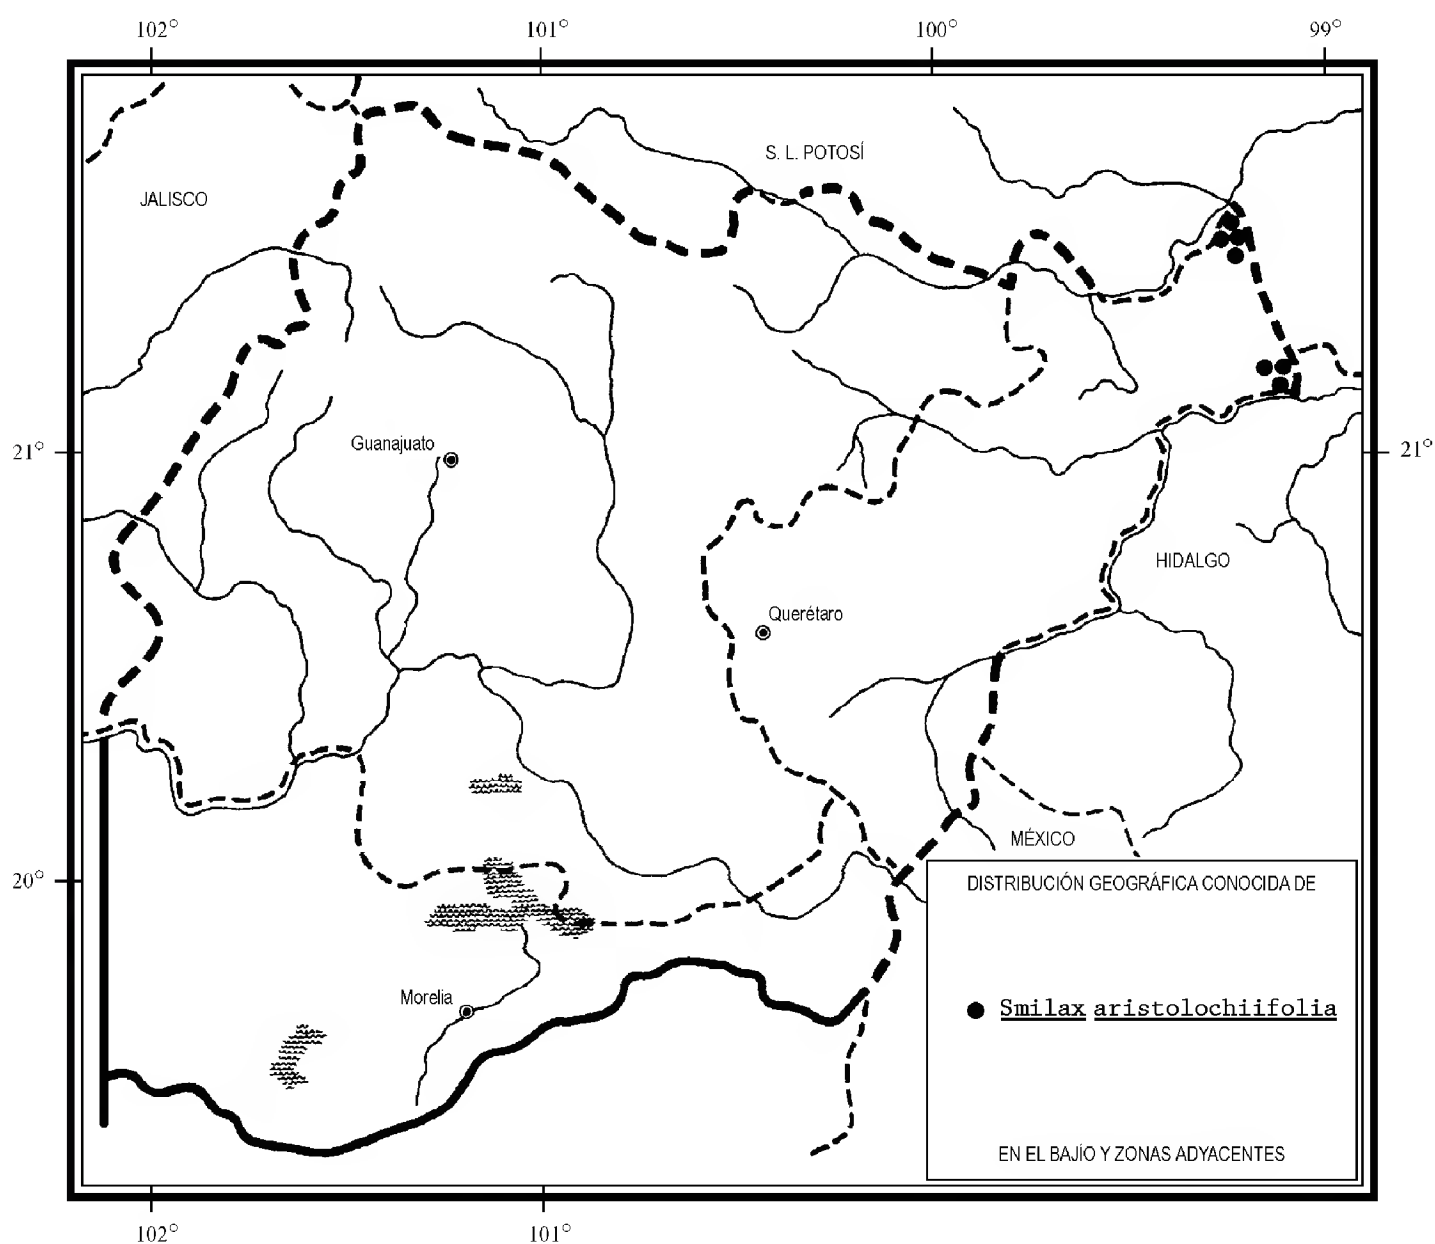 102° 101° 100° 99°
S. L. POTOSÍ
JALISCO
Guanajuato
21° 21°
HIDALGO
Querétaro
MÉXICO
20°
DISTRIBUCIÓN GEOGRÁFICA CONOCIDA DE
Morelia
Smilax aristolochiifolia
EN EL BAJÍO Y ZONAS ADYACENTES
102° 101°